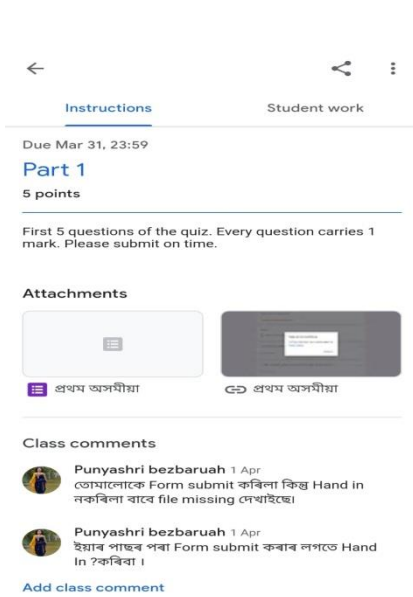 Instructions Student work
Due Mar 31, 23:59
Part 1
5 points
First 5 questions of the quiz. Every question carries 1
mark. Please submit on time.
Attachments
প্ৰথম অসমীয়া প্ৰথম অসমীয়া
Class comments
Punyashri bezbaruah 1 Apr
তোমালোকে Form submit কৰিলা কিন্তু Hand in
নকৰিলা বাবে file missing দেখাইছে।
Punyashri bezbaruah 1 Apr
ইয়াৰ পাছৰ পৰা Form submit কৰাৰ লগতে Hand
In ?কৰিবা ।
Add class comment